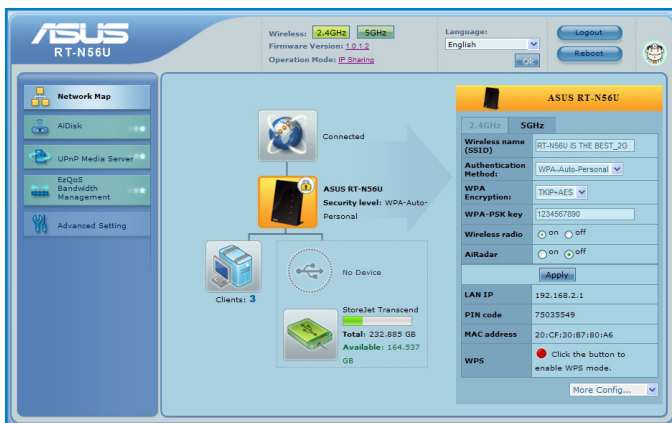 ASUS
RT-N56U
Wireless: 2.4GHz 5GHz
Firmware Version: 1.0.1.2
Operation Mode: IP Sharing
Language:
English
OK
Logout
Reboot
Network Map
AiDisk
UPnP Media Server
EzQoS
Bandwidth
Management
Advanced Setting
Connected
ASUS RT-N56U
Security level: WPA-Auto-
Personal
Clients: 3
No Device
StoreJet Transcend
Total: 232.885 GB
Available: 164.537
GB
ASUS RT-N56U
2.4GHz 5GHz
Wireless name
(SSID)
RT-N56U IS THE BEST_2G
Authentication
Method:
WPA-Auto-Personal
WPA
Encryption:
TKIP+AES
WPA-PSK key
1234567890
Wireless radio
on off
AiRadar
on off
Apply
LAN IP
192.168.2.1
PIN code
75035549
MAC address
20:CF:30:B7:80:A6
WPS
Click the button to
enable WPS mode.
More Config...